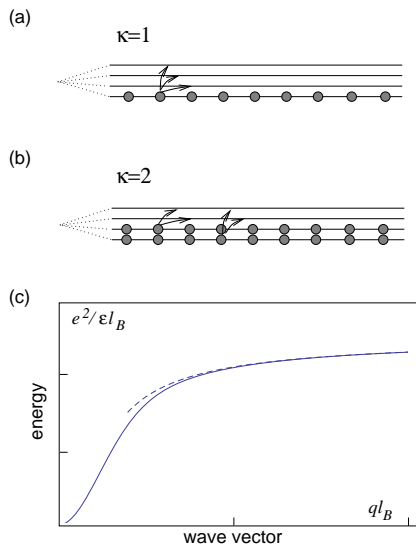 (a)
κ=1
(b)
κ=2
(c)
e²/εl_B
energy
ql_B
wave vector